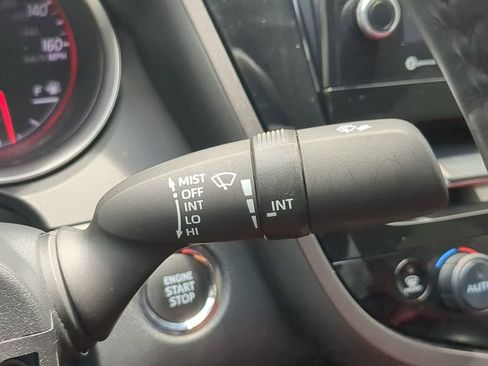 140
160
MPH
F
MIST
OFF
INT
LO
HI
INT
ENGINE
START
STOP
AUTO